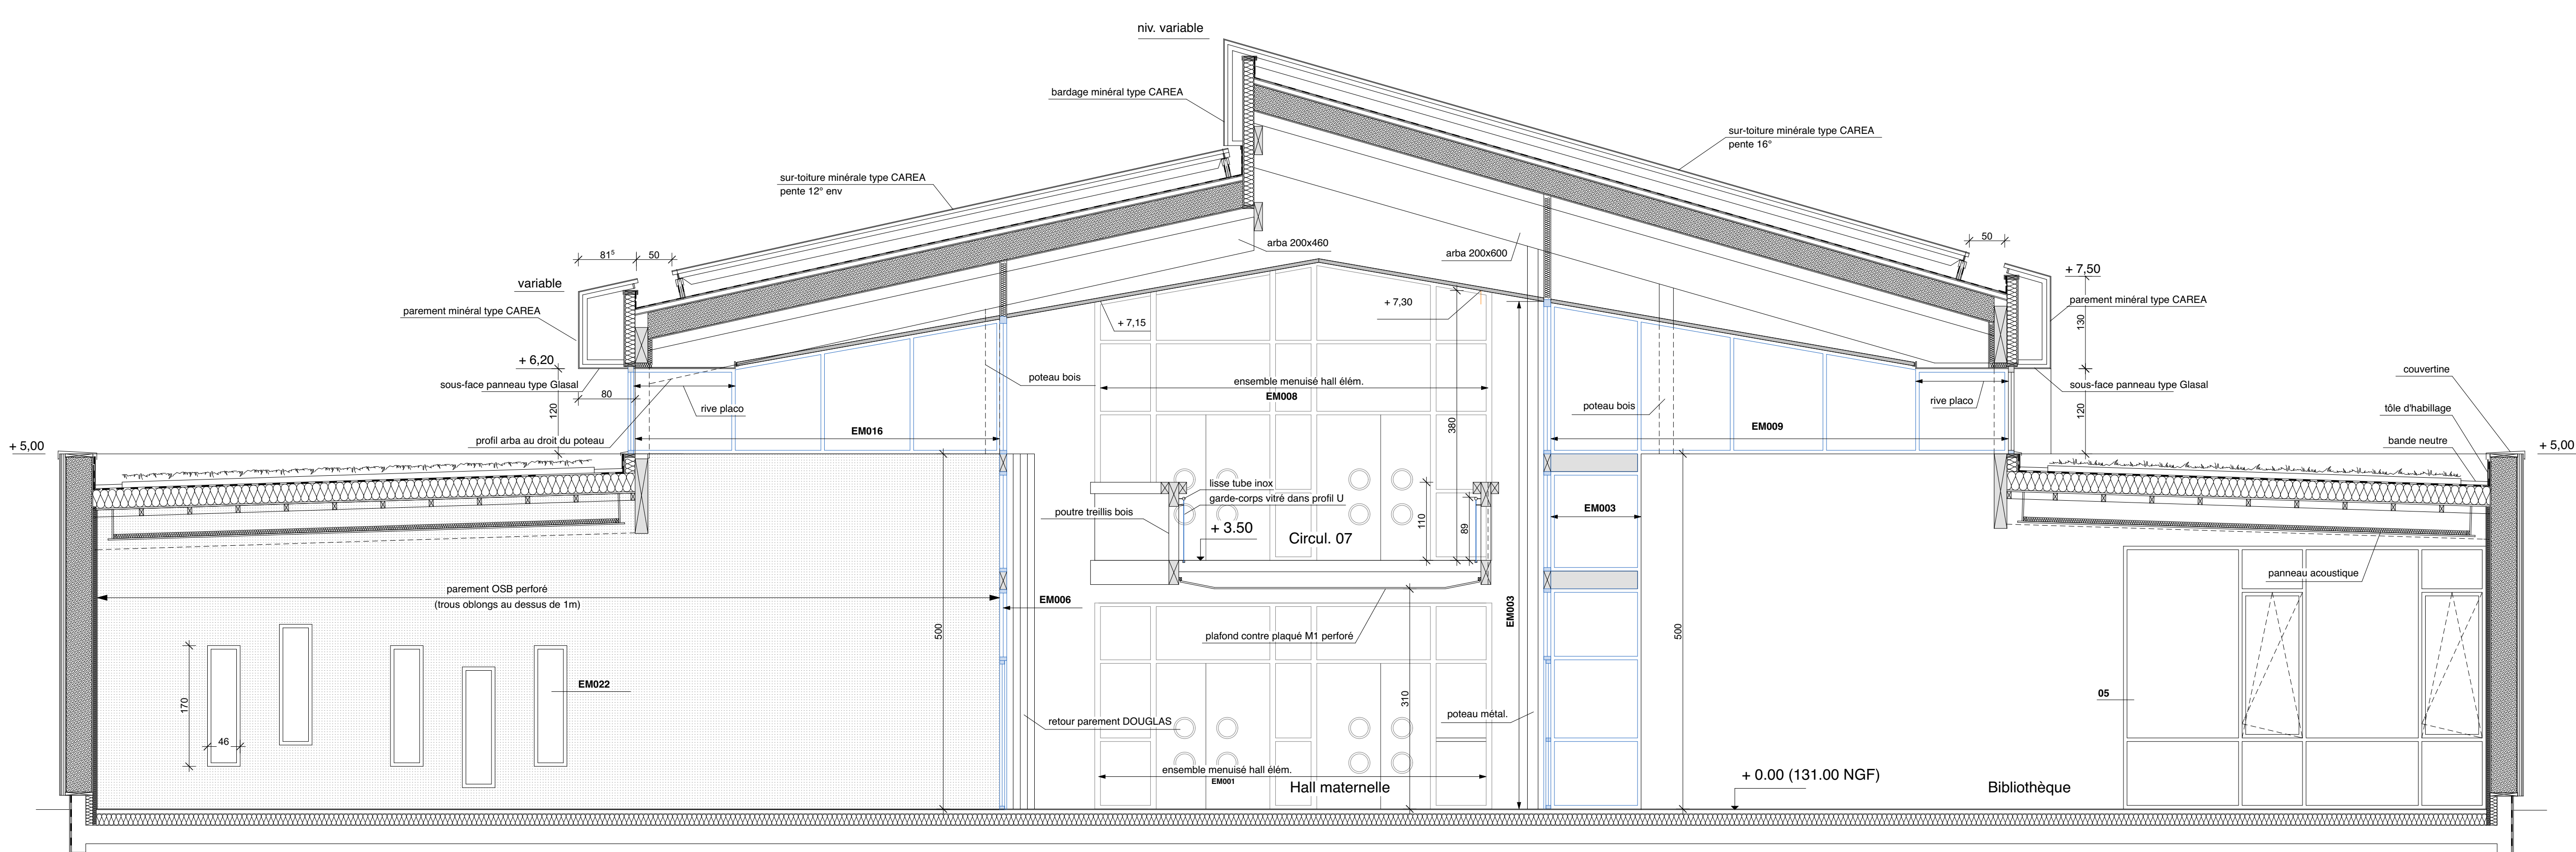 niv. variable
bardage minéral type CAREA
sur-toiture minérale type CAREA
pente 16°
sur-toiture minérale type CAREA
pente 12° env
arba 200x460
arba 200x600
81⁵
50
50
variable
+ 7,50
parement minéral type CAREA
parement minéral type CAREA
+ 7,15
+ 7,30
130
+ 6,20
sous-face panneau type Glasal
sous-face panneau type Glasal
80
120
120
rive placo
rive placo
poteau bois
poteau bois
ensemble menuisé hall élém.
EM008
couvertine
tôle d'habillage
bande neutre
profil arba au droit du poteau
EM016
EM009
380
+ 5,00
+ 5,00
lisse tube inox
garde-corps vitré dans profil U
poutre treillis bois
+ 3.50
Circul. 07
110
89
EM003
panneau acoustique
parement OSB perforé
(trous oblongs au dessus de 1m)
EM006
EM003
500
500
plafond contre plaqué M1 perforé
310
EM022
170
46
05
retour parement DOUGLAS
poteau métal.
ensemble menuisé hall élém.
EM001
Hall maternelle
+ 0.00 (131.00 NGF)
Bibliothèque